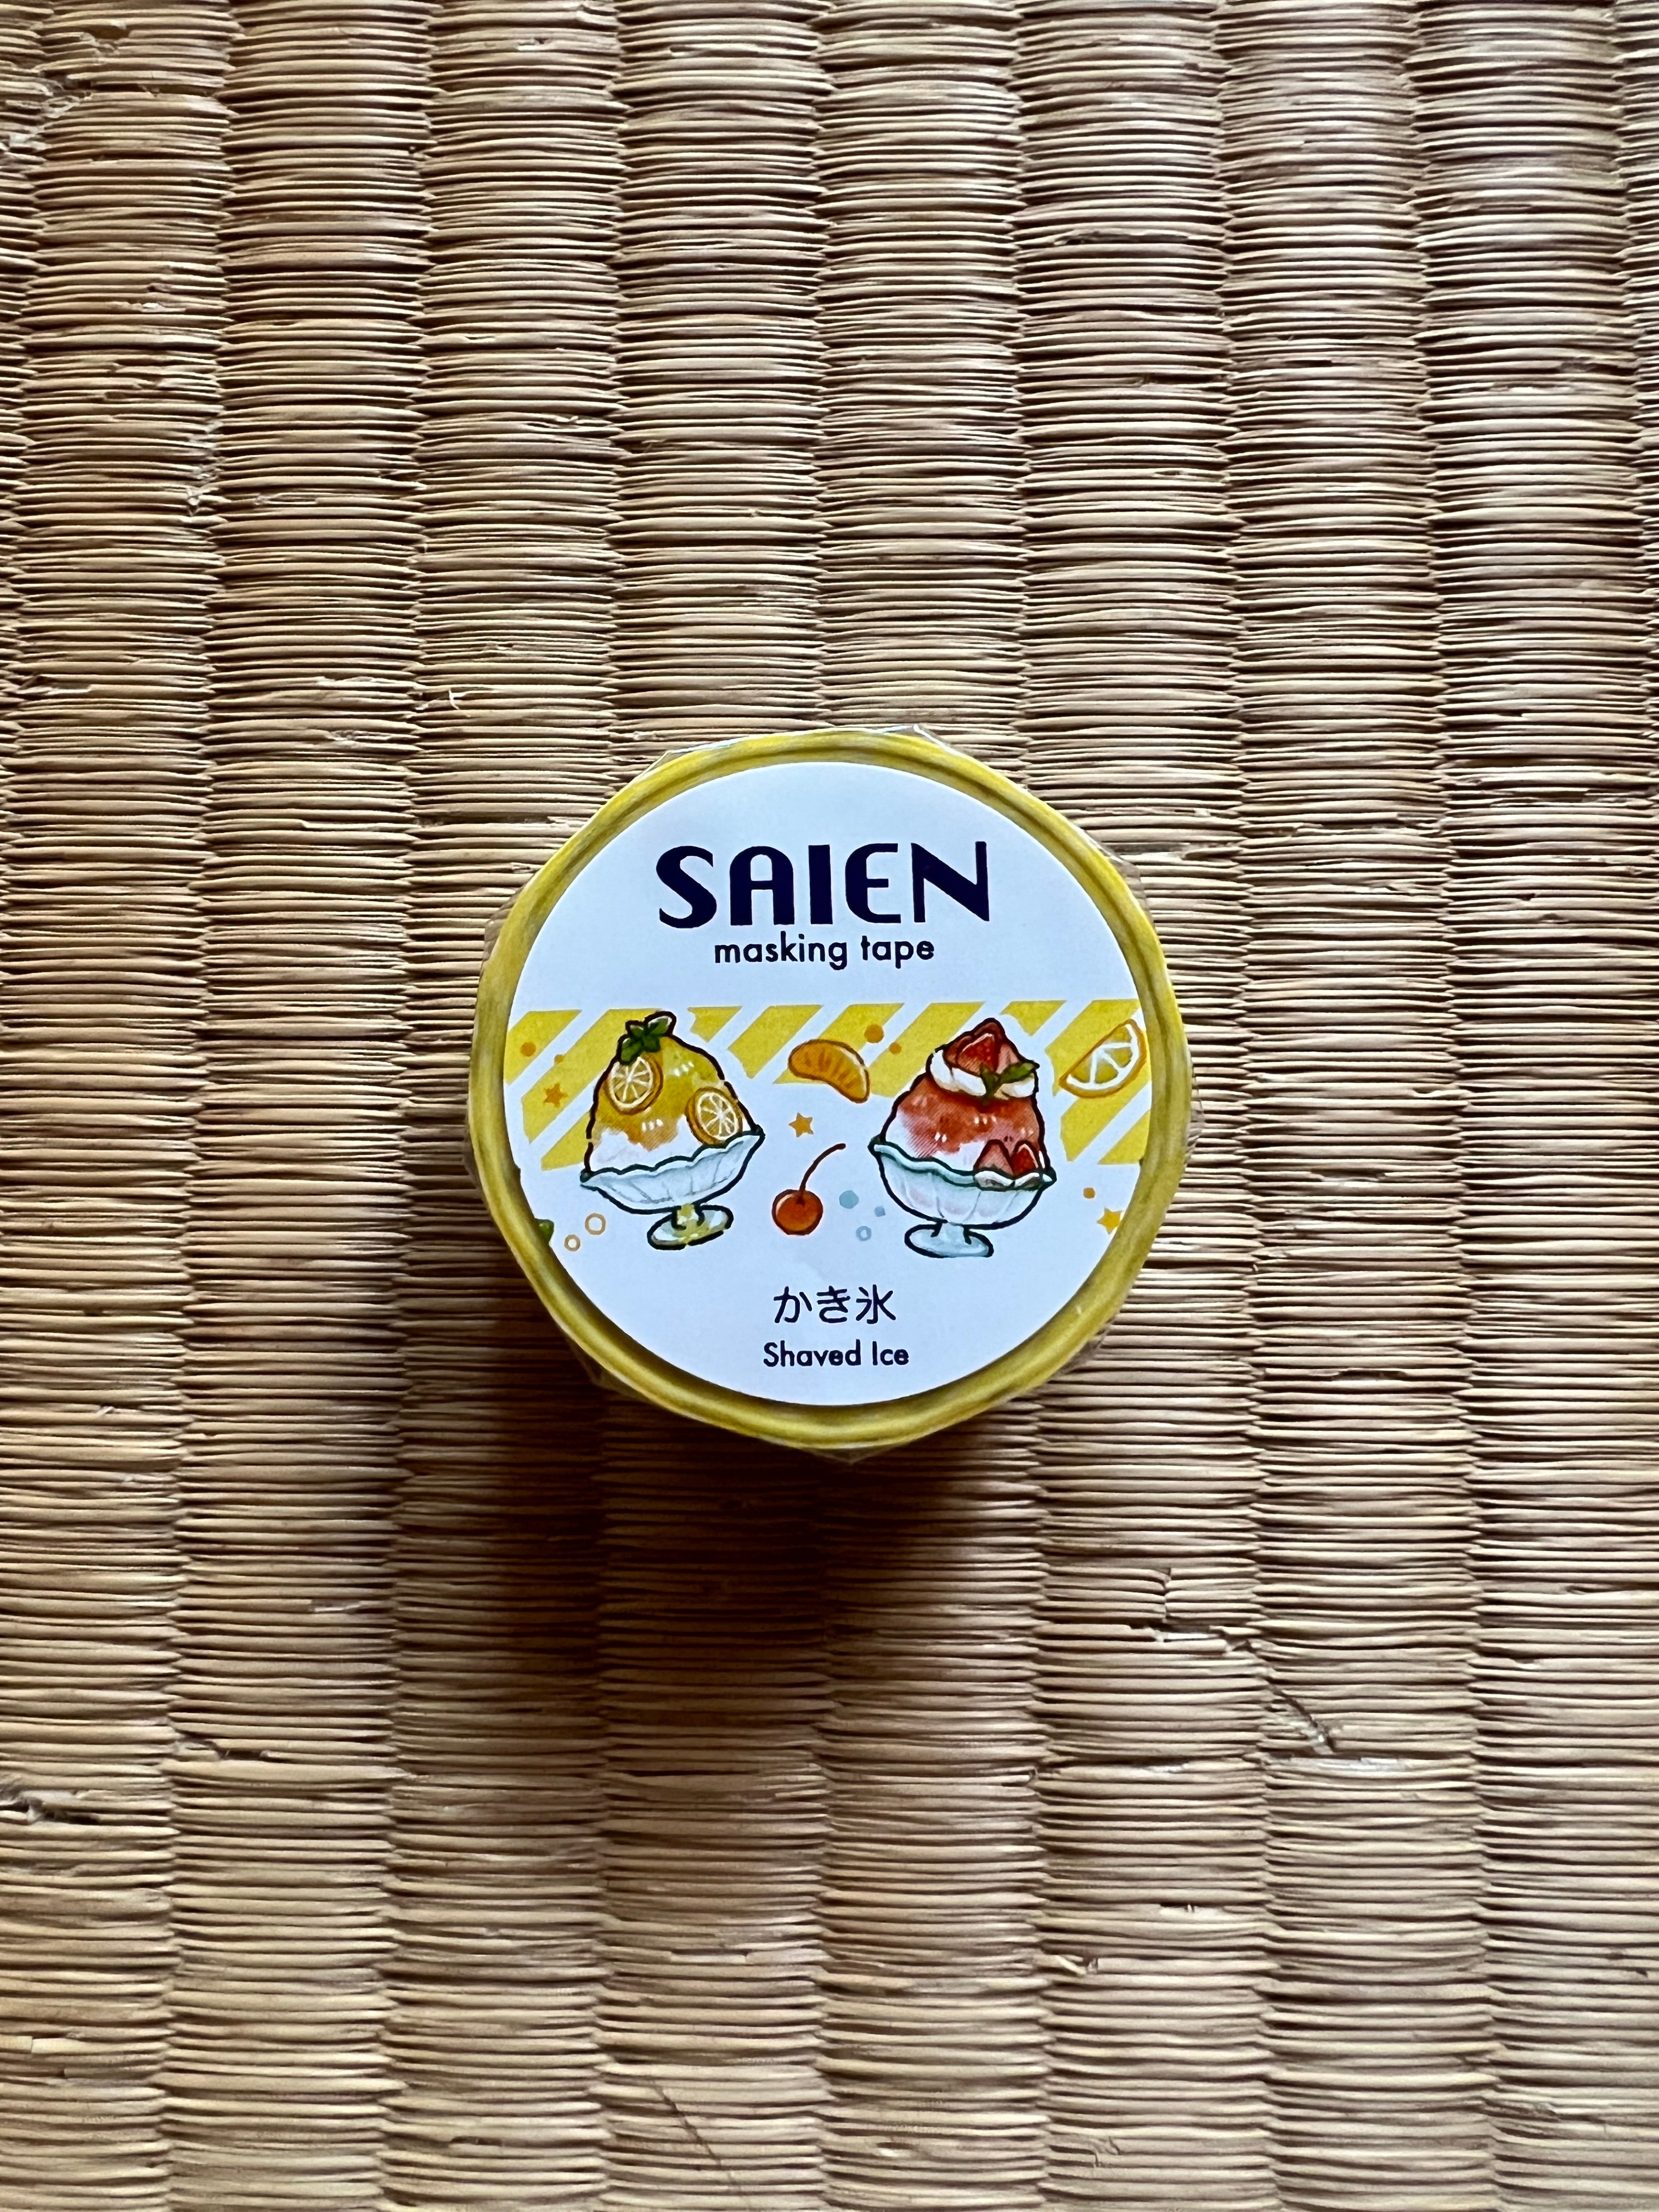 SAIEN
masking tape
かき氷
Shaved Ice